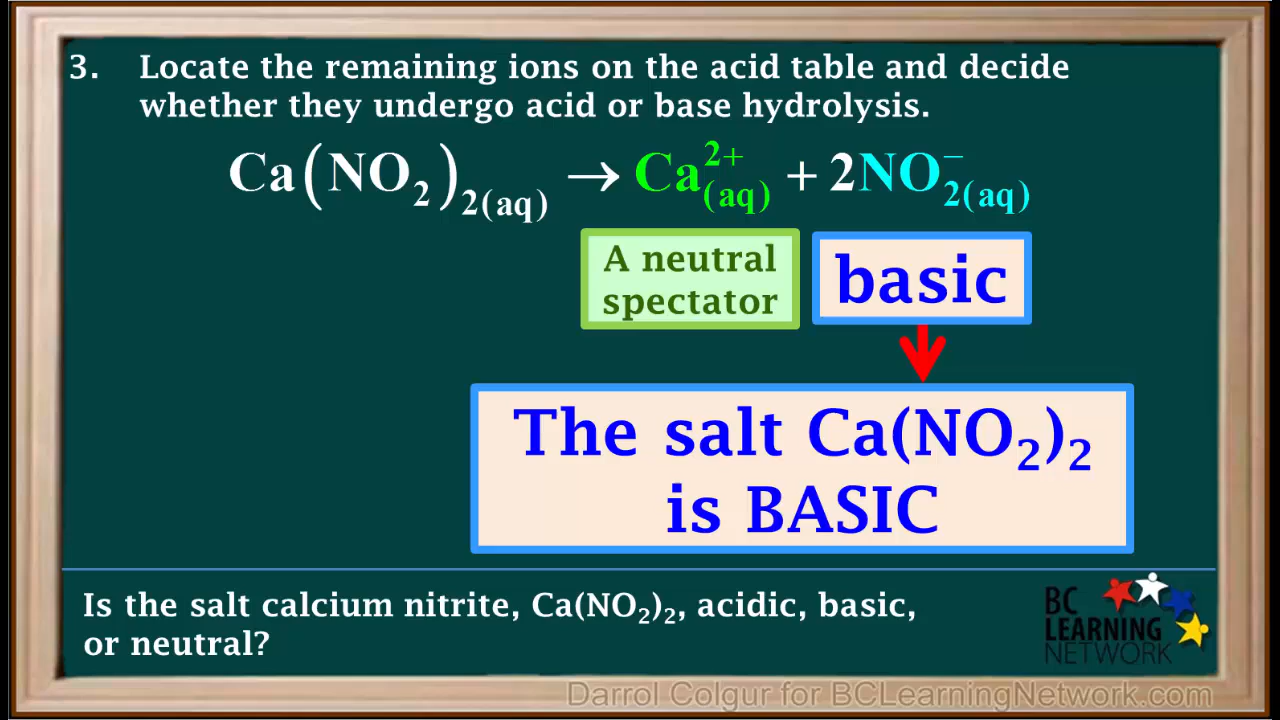 3. Locate the remaining ions on the acid table and decide
whether they undergo acid or base hydrolysis.
Ca(NO₂)₂(aq) → Ca²⁺(aq) + 2NO₂⁻(aq)
A neutral
spectator
basic
The salt Ca(NO₂)₂
is BASIC
Is the salt calcium nitrite, Ca(NO₂)₂, acidic, basic,
or neutral?
BC
LEARNING
NETWORK
Darrol Colgur for BCLearningNetwork.com